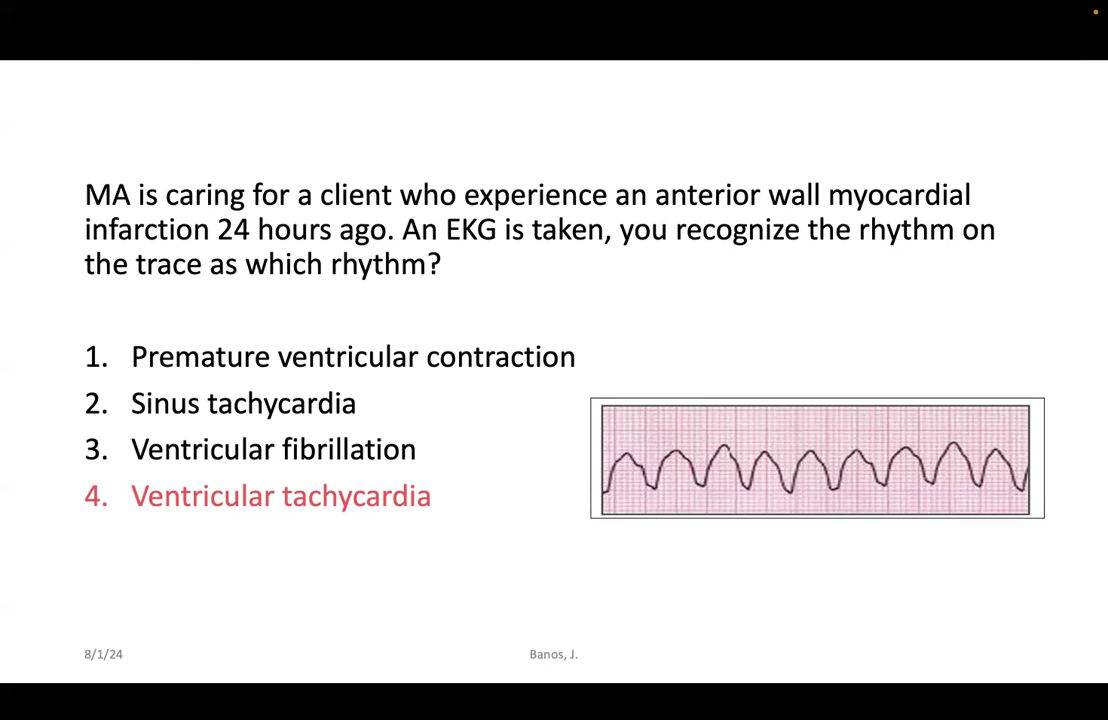 MA is caring for a client who experience an anterior wall myocardial
infarction 24 hours ago. An EKG is taken, you recognize the rhythm on
the trace as which rhythm?
1. Premature ventricular contraction
2. Sinus tachycardia
3. Ventricular fibrillation
4. Ventricular tachycardia
8/1/24
Banos, J.